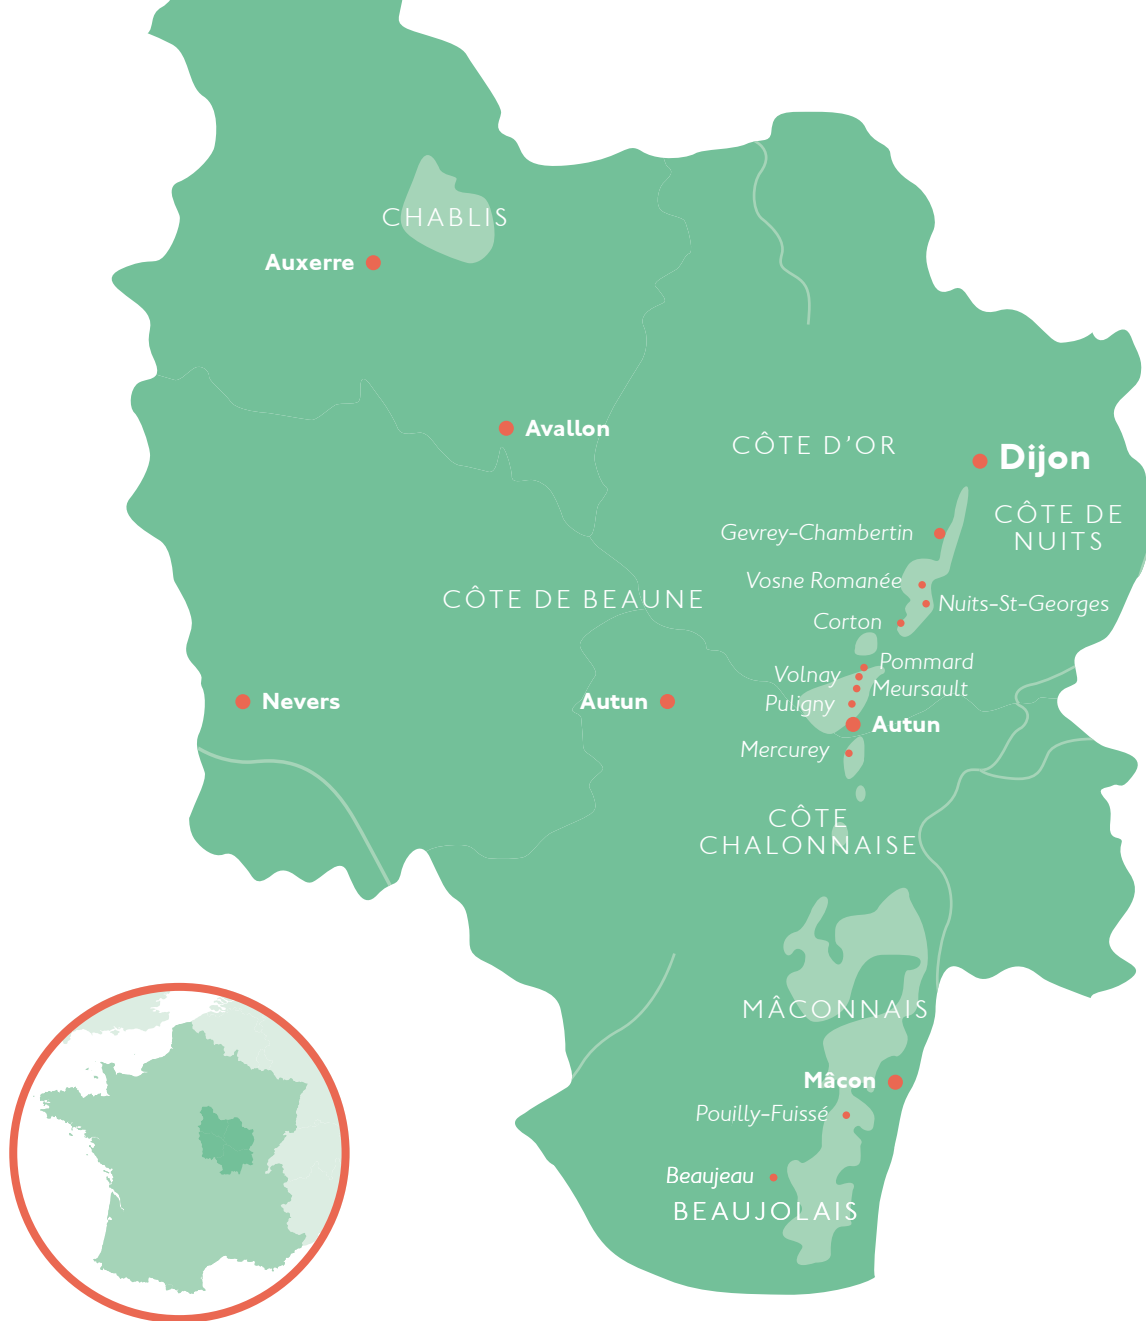 CHABLIS
Auxerre
Avallon
CÔTE D’OR
Dijon
CÔTE DE
NUITS
Gevrey-Chambertin
Vosne Romanée
CÔTE DE BEAUNE
Nuits-St-Georges
Corton
Pommard
Volnay
Meursault
Nevers
Autun
Puligny
Autun
Mercurey
CÔTE
CHALONNAISE
MÂCONNAIS
Mâcon
Pouilly-Fuissé
Beaujeau
BEAUJOLAIS